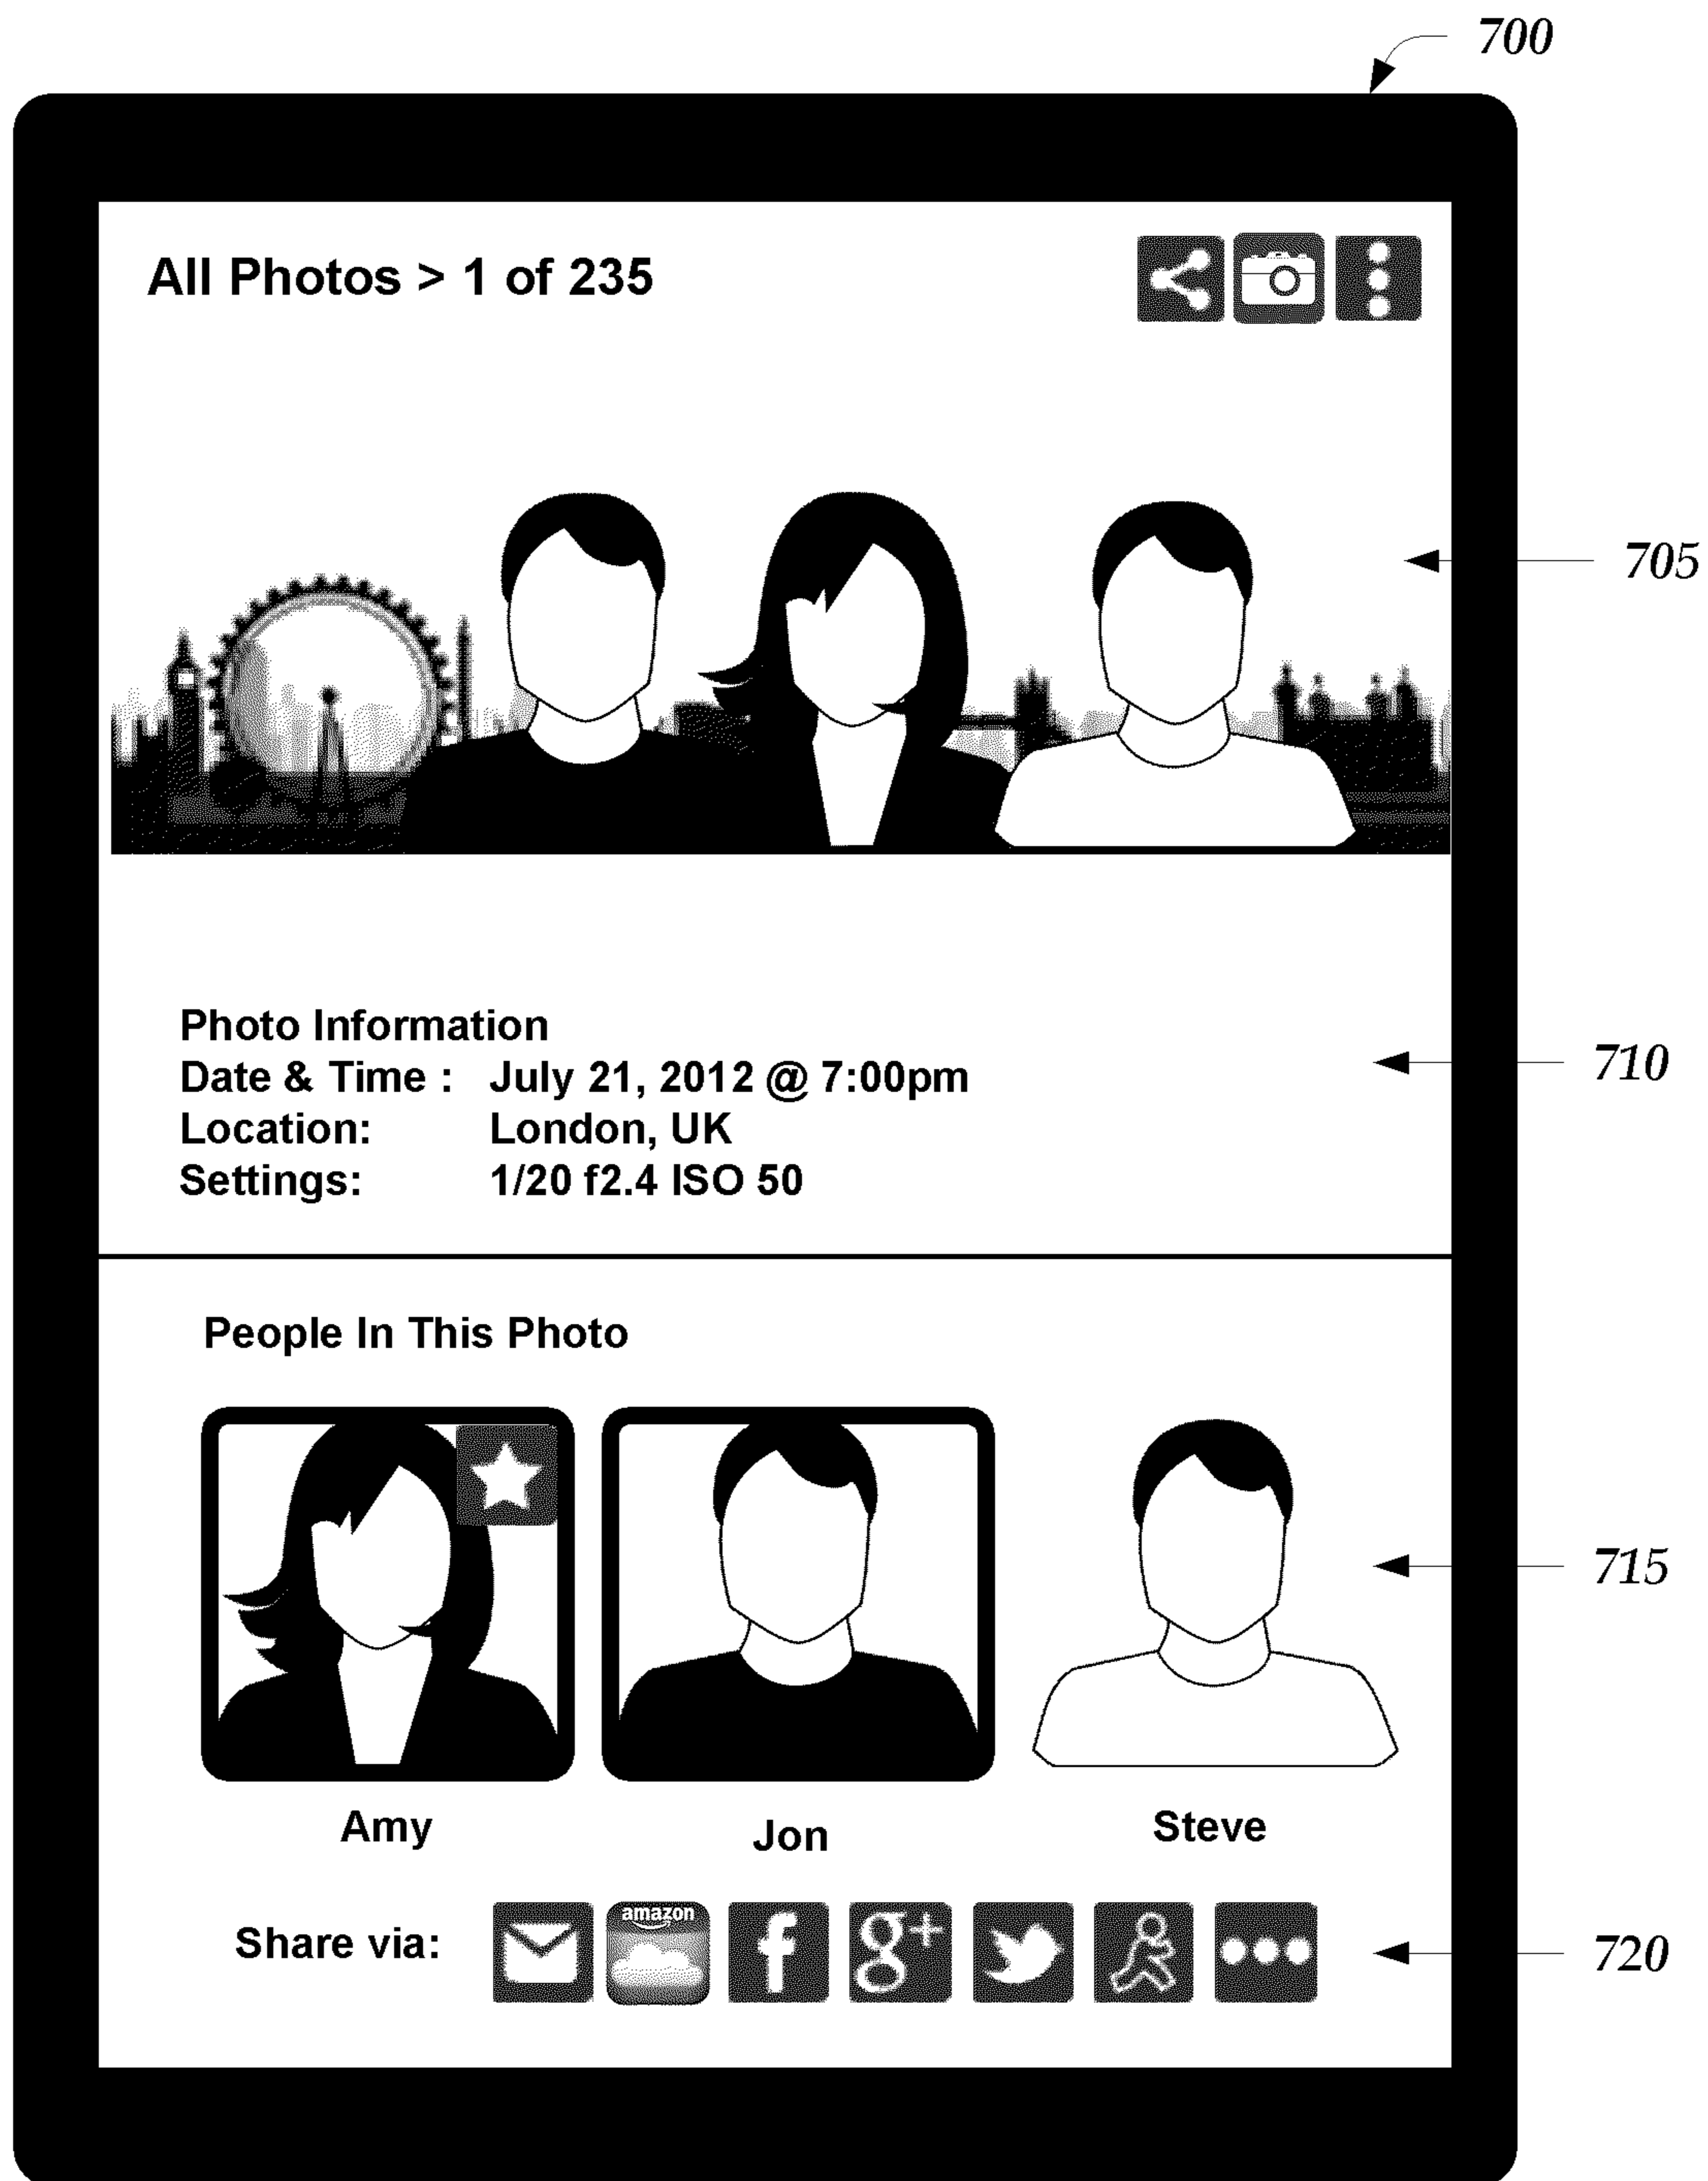 700
All Photos > 1 of 235
705
Photo Information
710
Date & Time : July 21, 2012 @ 7:00pm
Location: London, UK
Settings: 1/20 f2.4 ISO 50
People In This Photo
715
Amy Jon Steve
Share via: amazon f g+
720